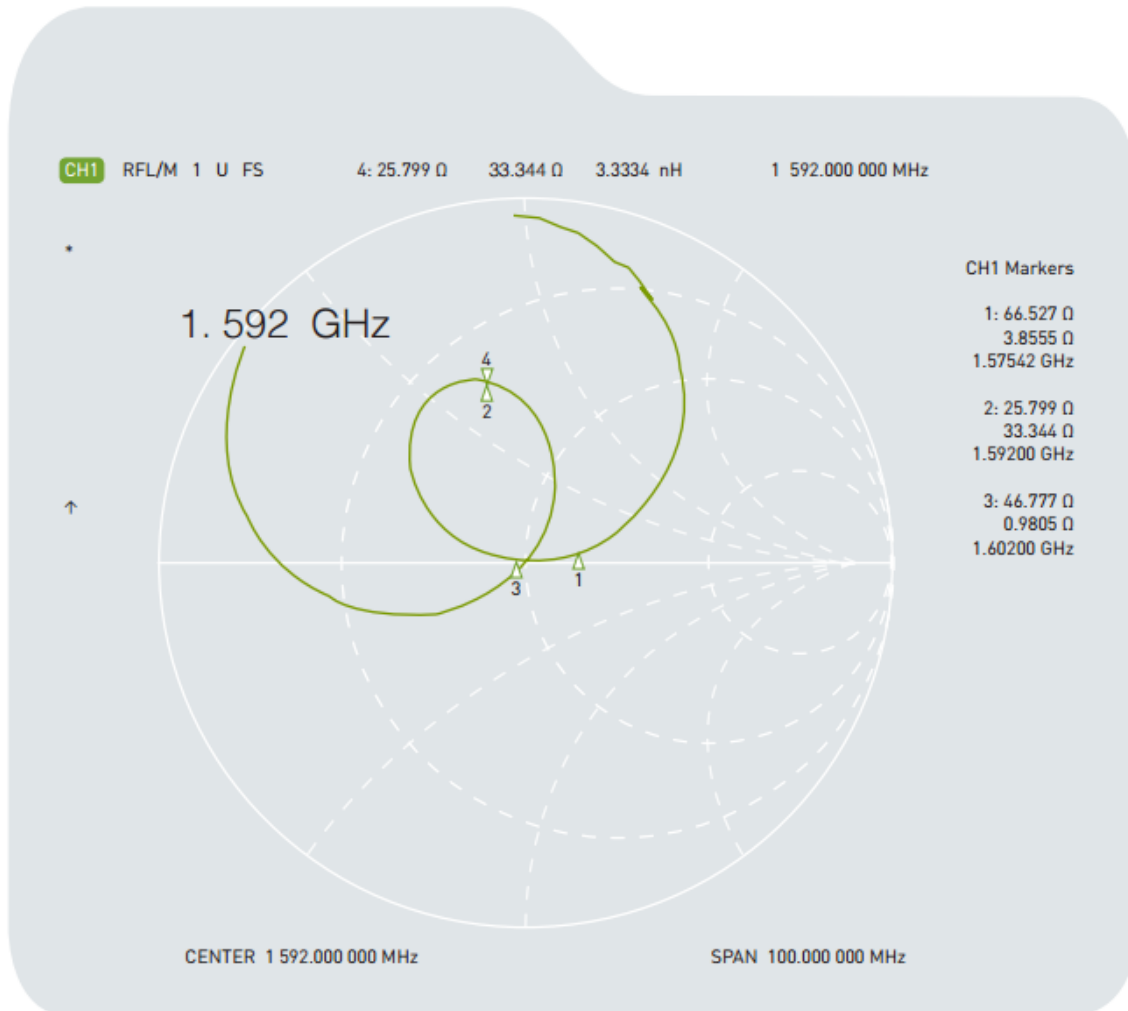 CH1 RFL/M 1 U FS 4: 25.799 Ω 33.344 Ω 3.3334 nH 1 592.000 000 MHz
*
CH1 Markers
1. 592 GHz
1: 66.527 Ω
3.8555 Ω
1.57542 GHz
4
2
2: 25.799 Ω
33.344 Ω
1.59200 GHz
↑
3: 46.777 Ω
0.9805 Ω
1.60200 GHz
3
1
CENTER 1 592.000 000 MHz SPAN 100.000 000 MHz